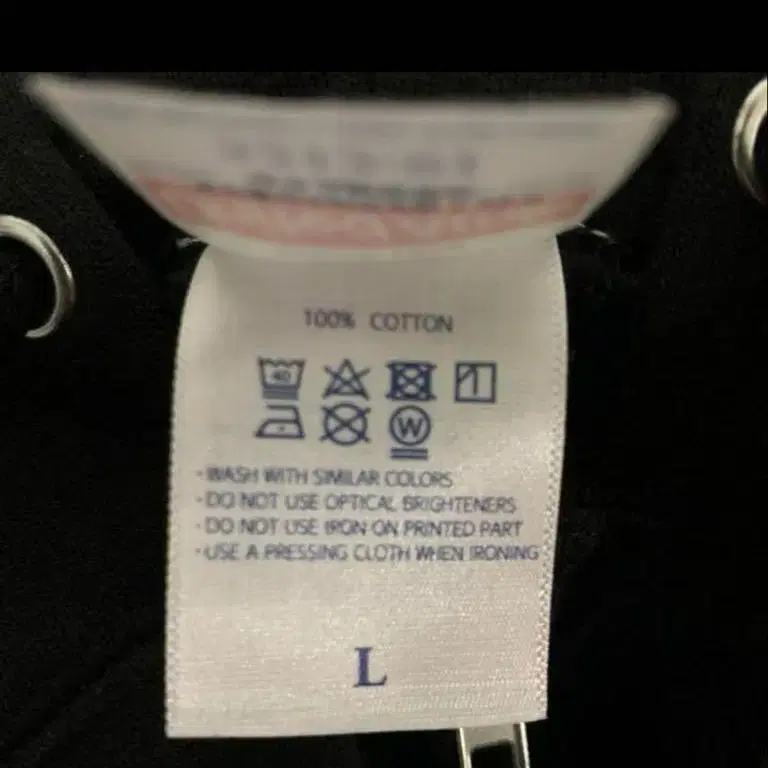 100% COTTON
40
W
· WASH WITH SIMILAR COLORS
· DO NOT USE OPTICAL BRIGHTENERS
· DO NOT USE IRON ON PRINTED PART
· USE A PRESSING CLOTH WHEN IRONING
L